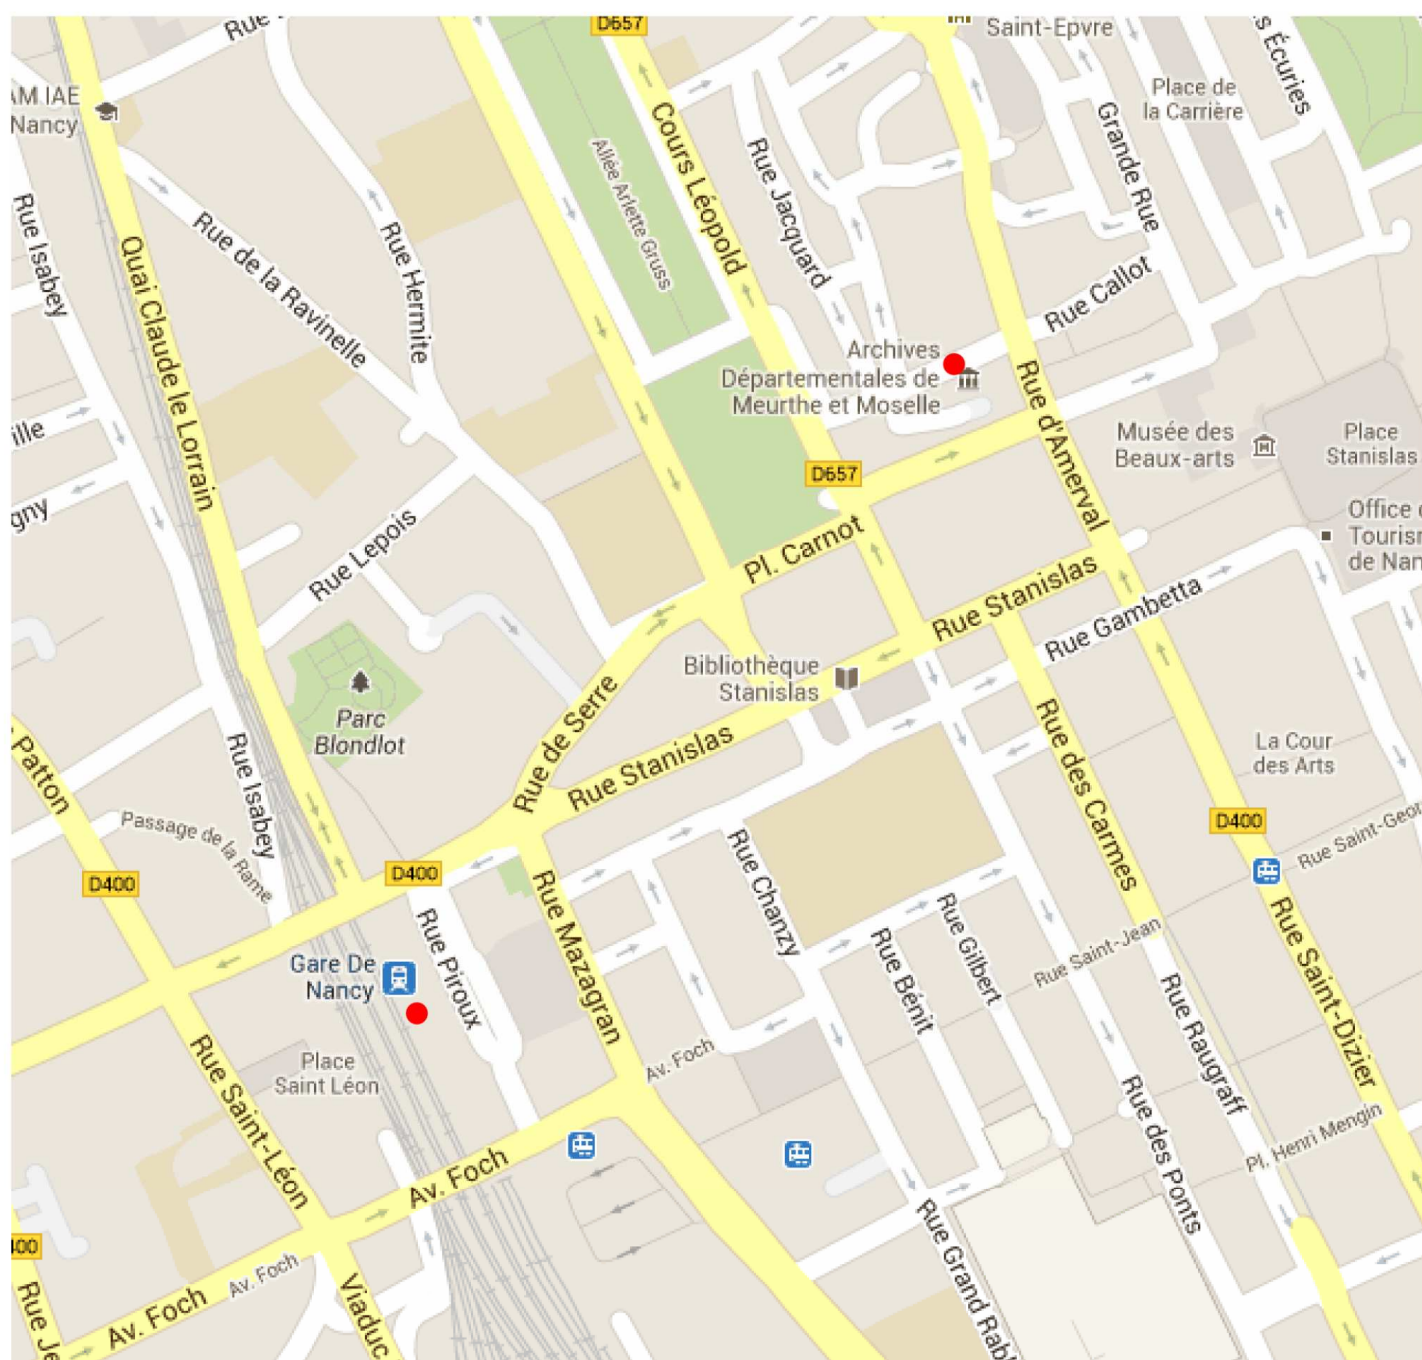 D657
Saint-Epvre
Écuries
Place de
la Carrière
Grande Rue
IAE
Nancy
Rue Isabey
Rue de la Ravinelle
Rue Hermite
Quai Claude le Lorrain
Allée Arlette Gruss
Cours Léopold
Rue Jacquard
Rue Callot
Archives
Départementales de
Meurthe et Moselle
Rue d'Amerval
Musée des
Beaux-arts
Place
Stanislas
Office
de
D657
Pl. Carnot
Rue Lepois
Rue Stanislas
Rue Gambetta
Parc
Blondlot
Rue de Serre
Bibliothèque
Stanislas
Rue Stanislas
Patton
Rue Isabey
Passage de la Rame
D400
D400
Rue Mazagran
Rue Chanzy
Rue des Carmes
La Cour
des Arts
D400
Rue Piroux
Gare De
Nancy
Place
Saint Léon
Rue Saint-Léon
Av. Foch
Rue Bénit
Rue Gilbert
Rue Saint-Jean
Rue Raugraff
Rue Saint-Dizier
Pl. Henri Mengin
Rue des Ponts
Av. Foch
Av. Foch
Av. Foch
Viaduc
Rue Grand